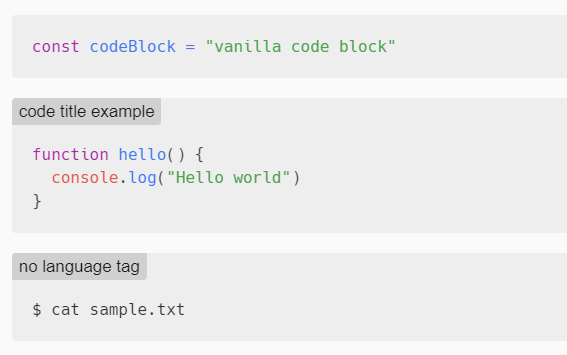 const codeBlock = "vanilla code block"
code title example
function hello() {
  console.log("Hello world")
}
no language tag
$ cat sample.txt